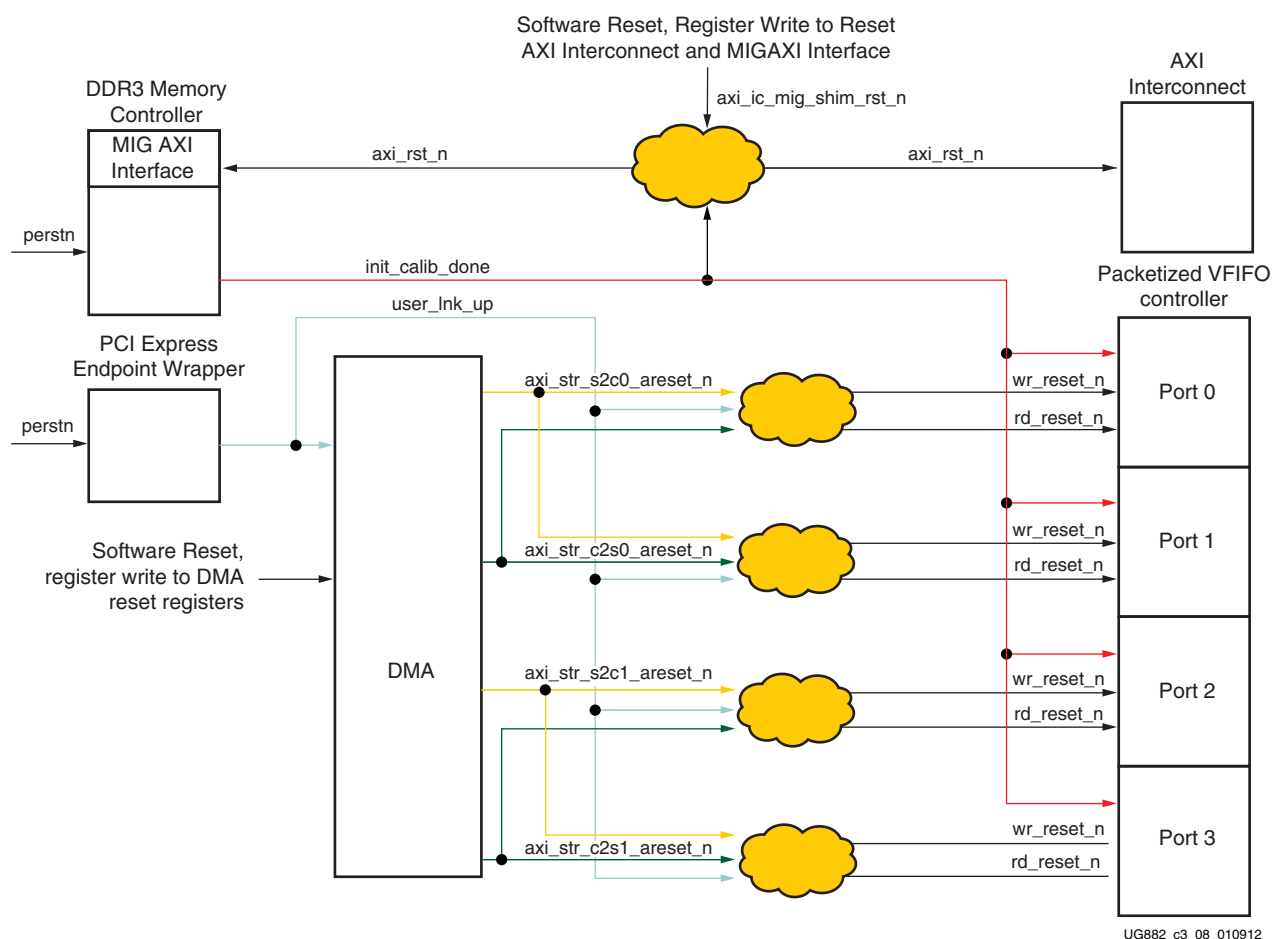 Software Reset, Register Write to Reset
AXI Interconnect and MIGAXI Interface
axi_ic_mig_shim_rst_n
AXI
Interconnect
DDR3 Memory
Controller
MIG AXI
Interface
axi_rst_n
axi_rst_n
perstn
init_calib_done
user_lnk_up
Packetized VFIFO
controller
PCI Express
Endpoint Wrapper
perstn
axi_str_s2c0_areset_n
wr_reset_n
rd_reset_n
Port 0
Software Reset,
register write to DMA
reset registers
axi_str_c2s0_areset_n
wr_reset_n
rd_reset_n
Port 1
DMA
axi_str_s2c1_areset_n
wr_reset_n
rd_reset_n
Port 2
axi_str_c2s1_areset_n
wr_reset_n
rd_reset_n
Port 3
UG882_c3_08_010912